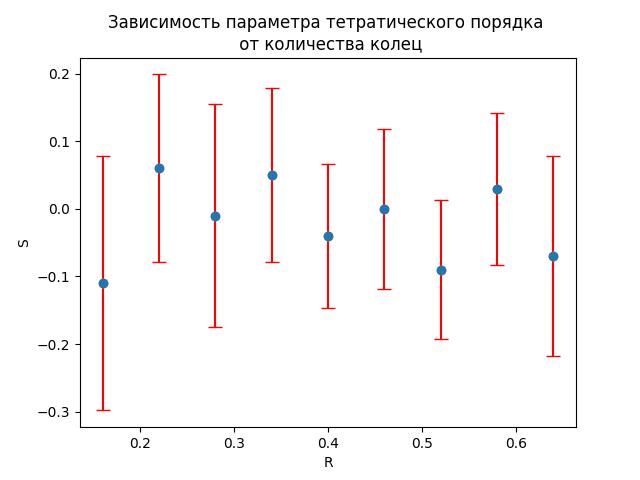 Зависимость параметра тетратического порядка
от количества колец
0.2
0.1
0.0
−0.1
−0.2
−0.3
S
0.2 0.3 0.4 0.5 0.6
R